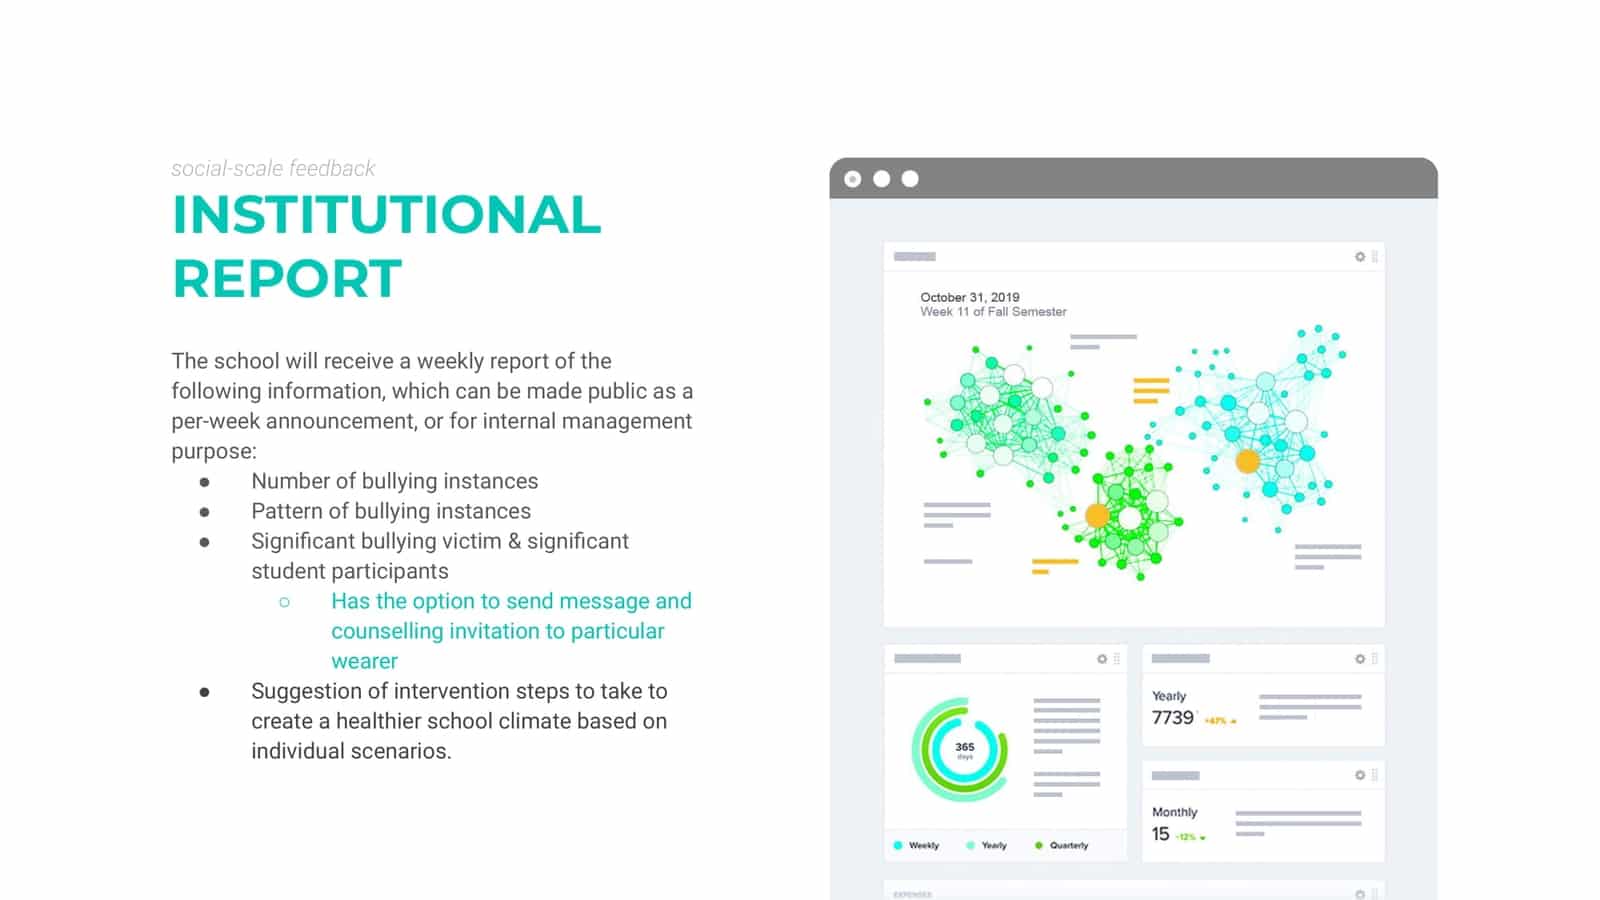 social-scale feedback
INSTITUTIONAL
REPORT
The school will receive a weekly report of the
following information, which can be made public as a
per-week announcement, or for internal management
purpose:
● Number of bullying instances
● Pattern of bullying instances
● Significant bullying victim & significant
student participants
○ Has the option to send message and
counselling invitation to particular
wearer
● Suggestion of intervention steps to take to
create a healthier school climate based on
individual scenarios.
October 31, 2019
Week 11 of Fall Semester
365
days
Weekly
Yearly
Quarterly
Yearly
7739 +47%
Monthly
15 -12%
EXPENSES